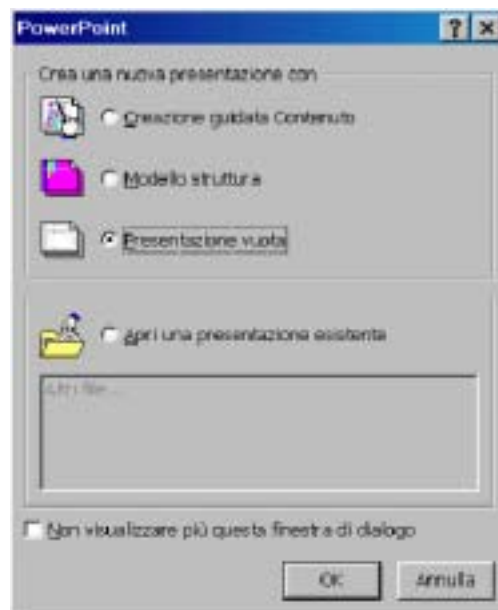 PowerPoint
Crea una nuova presentazione con
Creazione guidata Contenuto
Modello struttura
Presentazione vuota
Apri una presentazione esistente
Altri file...
Non visualizzare più questa finestra di dialogo
OK Annulla